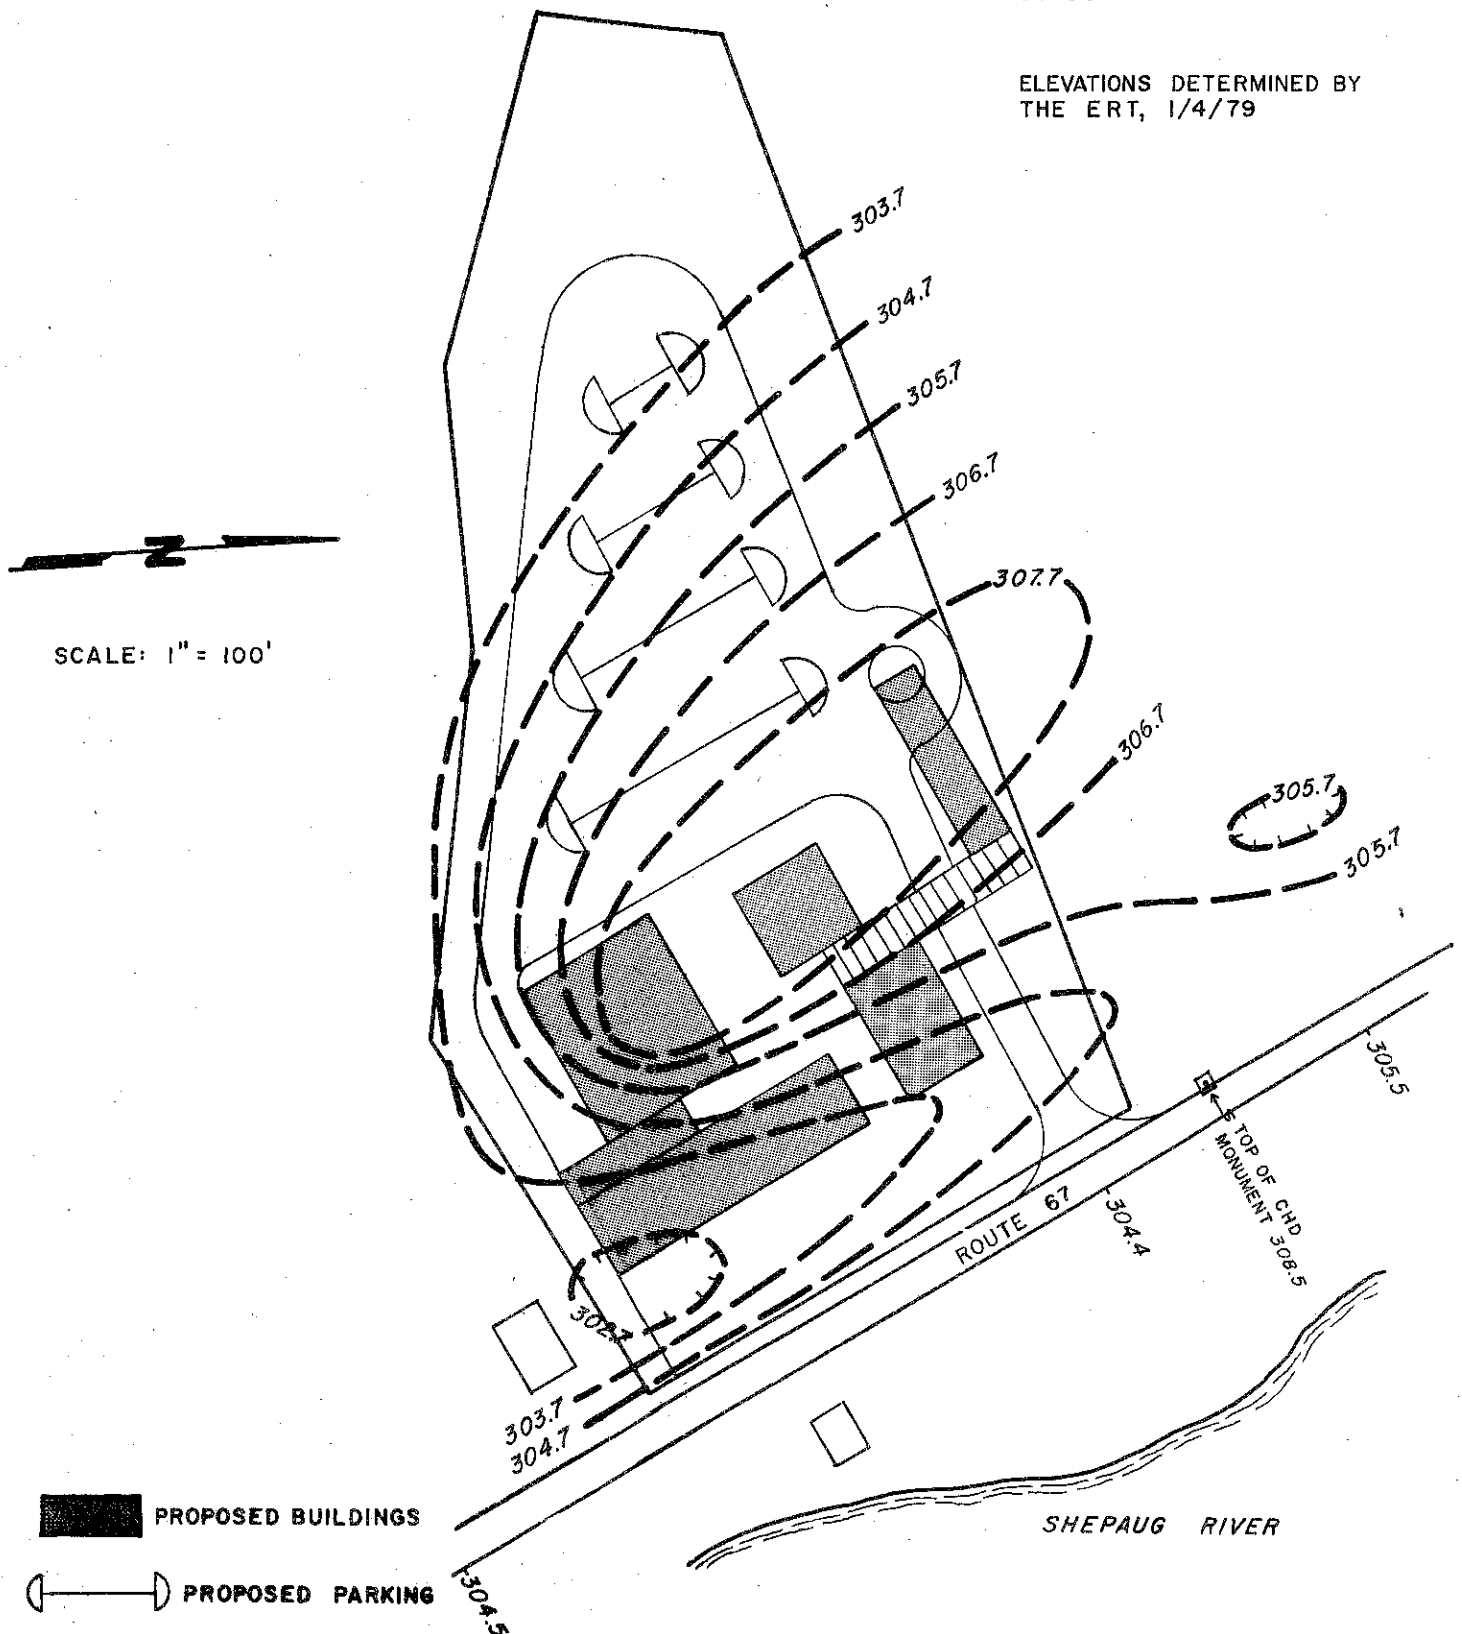 ELEVATIONS DETERMINED BY
THE ERT, 1/4/79
303.7
304.7
305.7
306.7
307.7
N
SCALE: 1" = 100'
306.7
305.7
305.7
305.5
TOP OF CHD
MONUMENT 308.5
ROUTE 67
304.4
302.7
303.7
304.7
PROPOSED BUILDINGS
SHEPAUG RIVER
PROPOSED PARKING
304.5